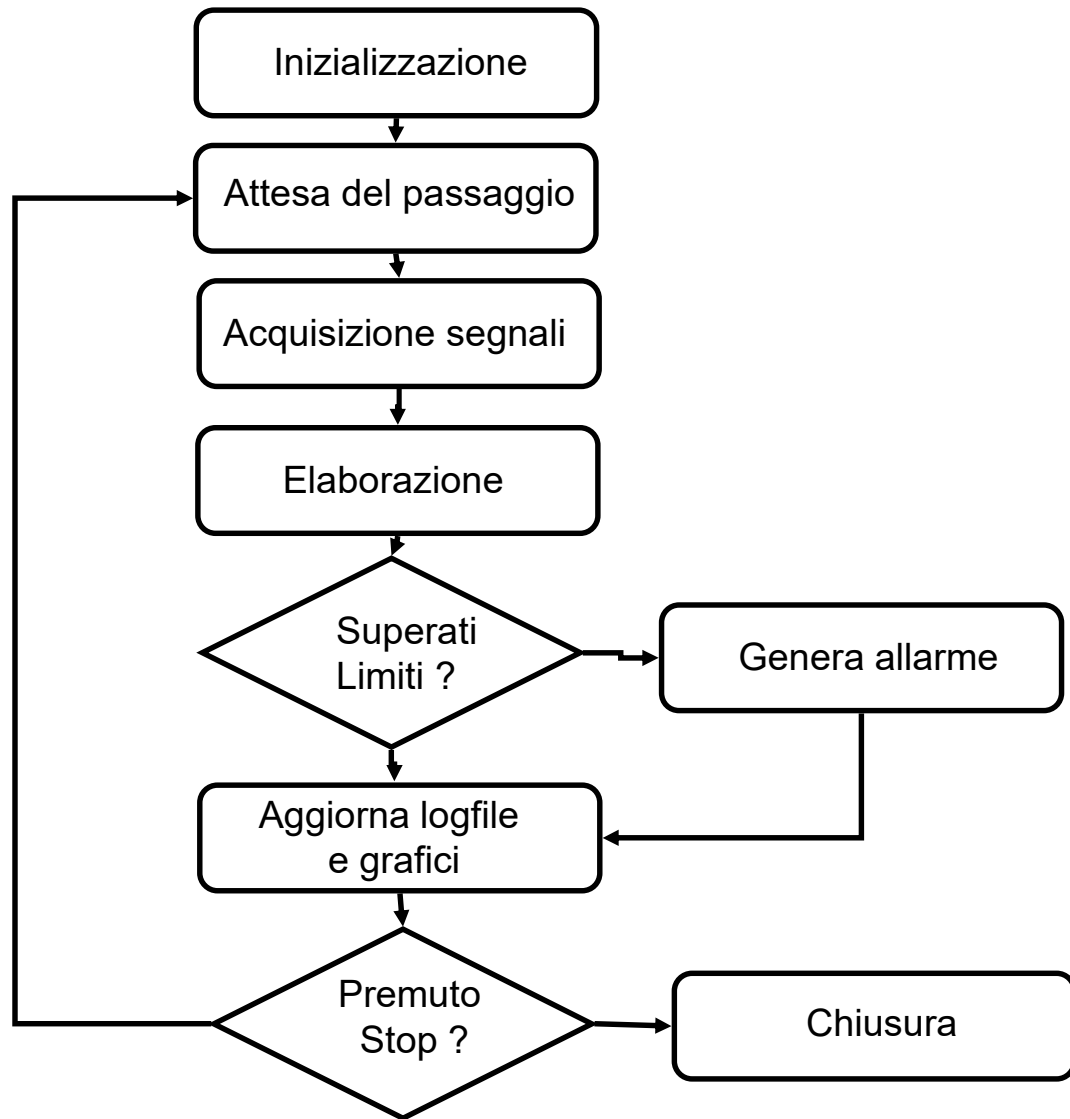 Inizializzazione
Attesa del passaggio
Acquisizione segnali
Elaborazione
Superati
Limiti ?
Genera allarme
Aggiorna logfile
e grafici
Premuto
Stop ?
Chiusura